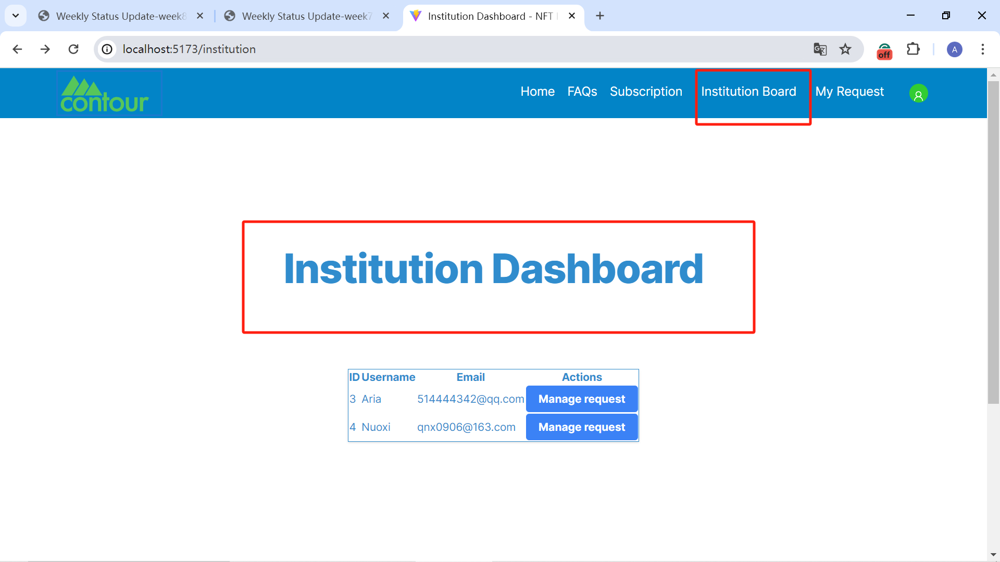 Weekly Status Update-week8
Weekly Status Update-week7
Institution Dashboard - NFT
localhost:5173/institution
off
A
contour
Home FAQs Subscription Institution Board My Request
Institution Dashboard
ID Username Email Actions
3 Aria 514444342@qq.com Manage request
4 Nuoxi qnx0906@163.com Manage request